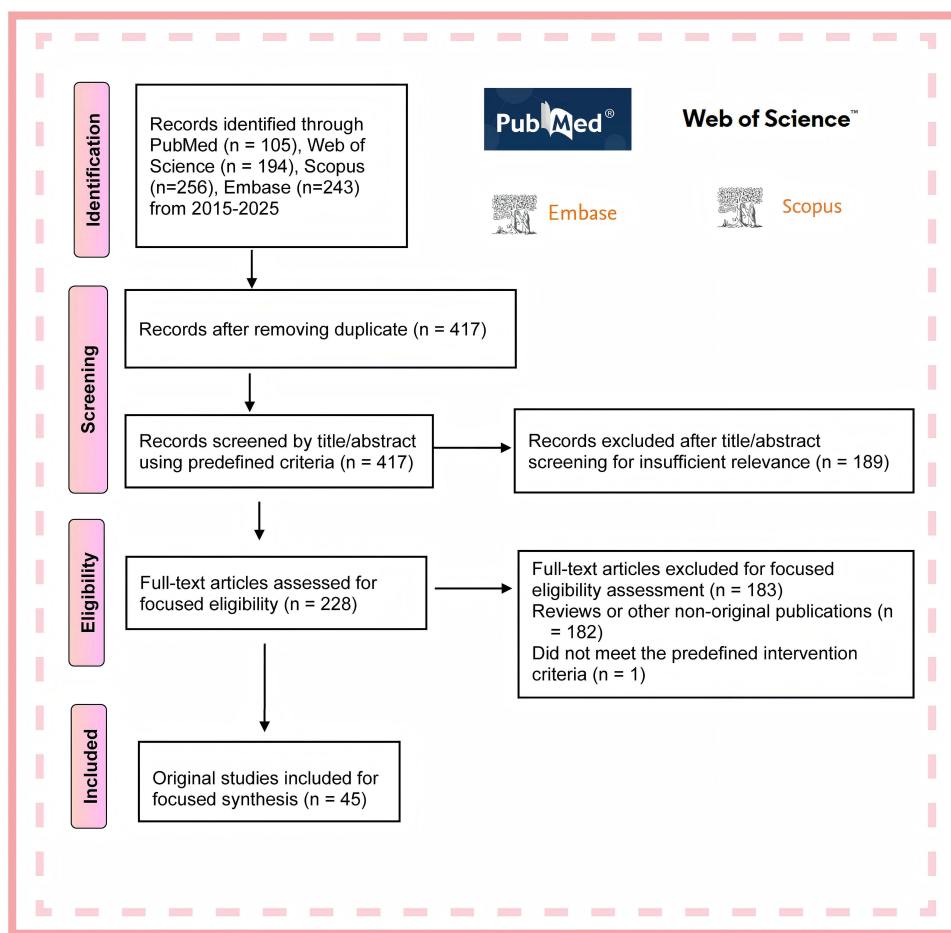 Identification
Records identified through
PubMed (n = 105), Web of
Science (n = 194), Scopus
(n=256), Embase (n=243)
from 2015-2025
PubMed®
Web of Science™
Embase
Scopus
Screening
Records after removing duplicate (n = 417)
Records screened by title/abstract
using predefined criteria (n = 417)
Records excluded after title/abstract
screening for insufficient relevance (n = 189)
Eligibility
Full-text articles assessed for
focused eligibility (n = 228)
Full-text articles excluded for focused
eligibility assessment (n = 183)
Reviews or other non-original publications (n
= 182)
Did not meet the predefined intervention
criteria (n = 1)
Included
Original studies included for
focused synthesis (n = 45)